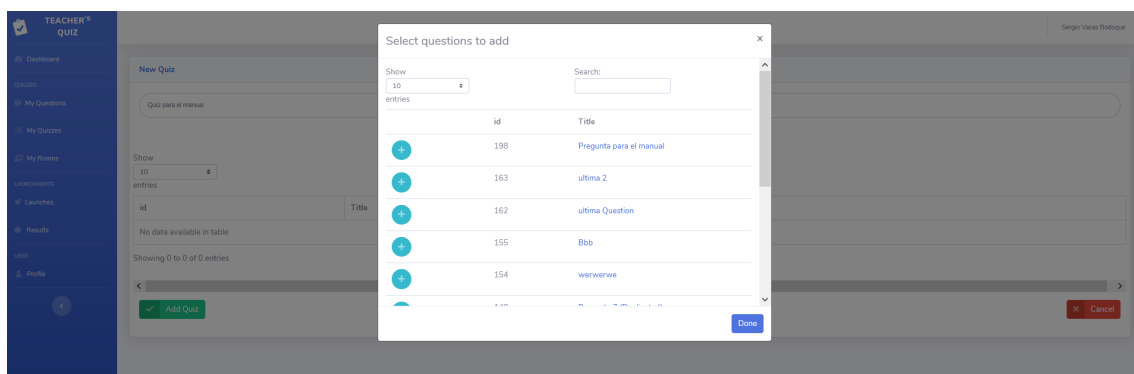 TEACHER'S
QUIZ
Sergio Vacas Bodoque
Dashboard
QUIZZES
My Questions
My Quizzes
My Rooms
LAUNCHMENTS
Launches
Results
USER
Profile
New Quiz
Quiz para el manual
Show
10
entries
id Title
No data available in table
Showing 0 to 0 of 0 entries
Add Quiz
Cancel
Select questions to add ×
Show Search:
10
entries
id Title
198 Pregunta para el manual
163 ultima 2
162 ultima Question
155 Bbb
154 werwerwe
Done